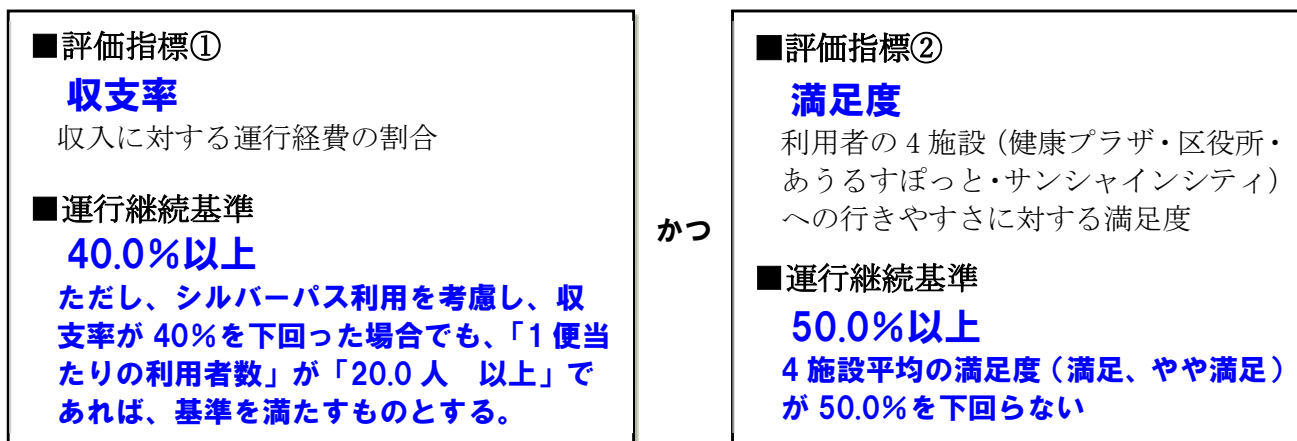 ■評価指標①
収支率
収入に対する運行経費の割合
■運行継続基準
40.0%以上
ただし、シルバーパス利用を考慮し、収
支率が 40%を下回った場合でも、「1 便当
たりの利用者数」が「20.0 人　以上」で
あれば、基準を満たすものとする。
かつ
■評価指標②
満足度
利用者の 4 施設（健康プラザ・区役所・
あうるすぽっと・サンシャインシティ）
への行きやすさに対する満足度
■運行継続基準
50.0%以上
4 施設平均の満足度（満足、やや満足）
が 50.0%を下回らない